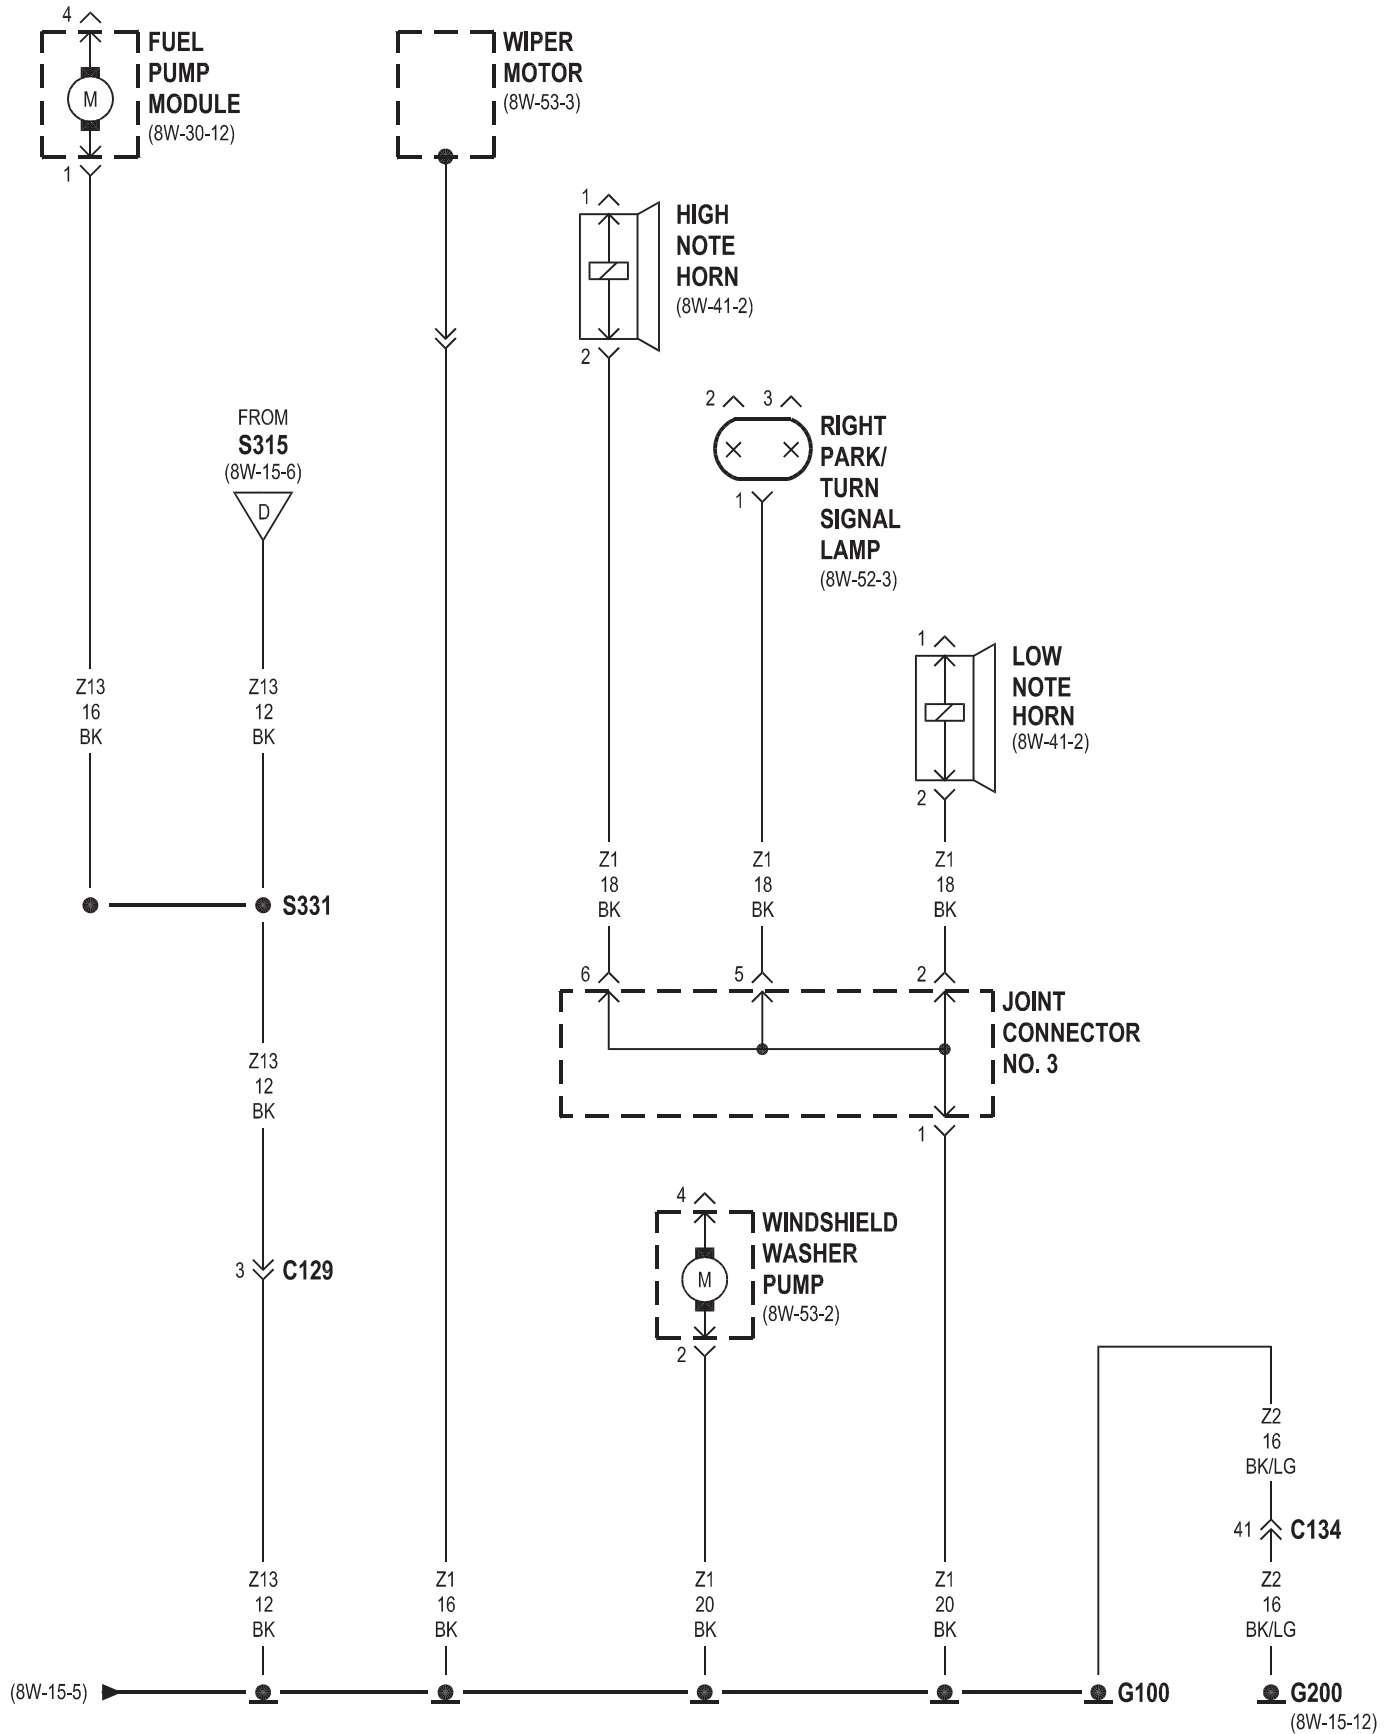 4
FUEL
PUMP
MODULE
(8W-30-12)
M
1
WIPER
MOTOR
(8W-53-3)
1
HIGH
NOTE
HORN
(8W-41-2)
2
2 3
RIGHT
PARK/
TURN
SIGNAL
LAMP
(8W-52-3)
1
FROM
S315
(8W-15-6)
D
1
LOW
NOTE
HORN
(8W-41-2)
2
Z13
16
BK
Z13
12
BK
S331
Z1
18
BK
Z1
18
BK
Z1
18
BK
6 5 2
JOINT
CONNECTOR
NO. 3
1
Z13
12
BK
3 C129
4
WINDSHIELD
WASHER
PUMP
(8W-53-2)
M
2
Z2
16
BK/LG
41 C134
Z13
12
BK
Z1
16
BK
Z1
20
BK
Z1
20
BK
Z2
16
BK/LG
(8W-15-5)
G100
G200
(8W-15-12)